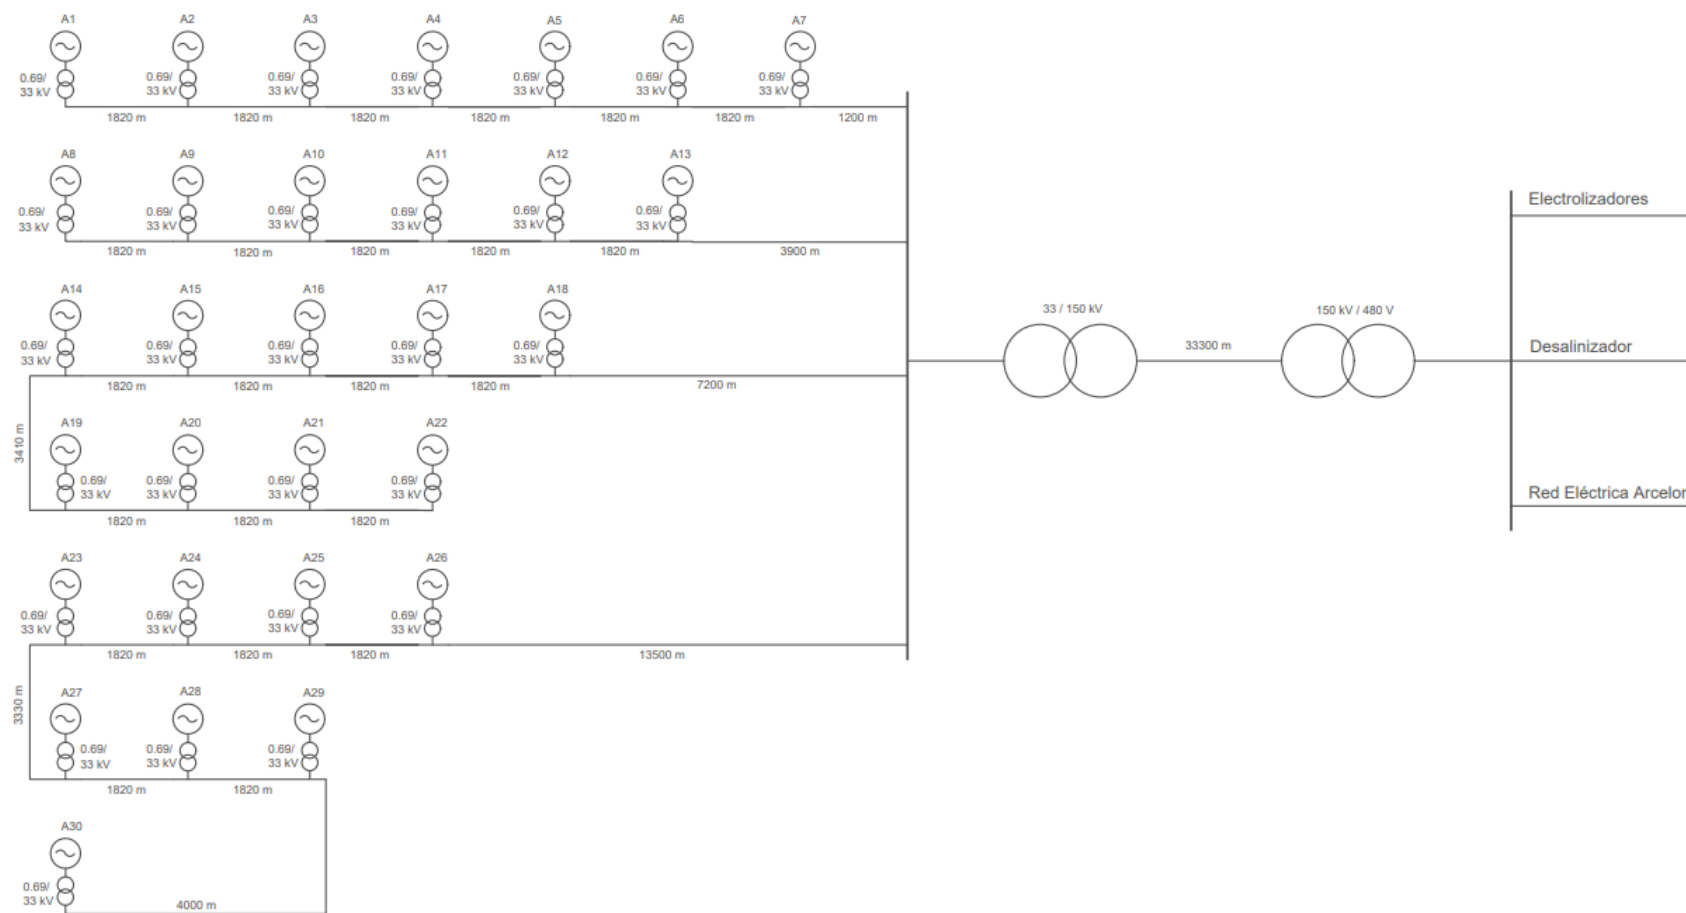 A1 A2 A3 A4 A5 A6 A7
0.69/ 0.69/ 0.69/ 0.69/ 0.69/ 0.69/ 0.69/
33 kV 33 kV 33 kV 33 kV 33 kV 33 kV 33 kV
1820 m 1820 m 1820 m 1820 m 1820 m 1820 m 1200 m
A8 A9 A10 A11 A12 A13
0.69/ 0.69/ 0.69/ 0.69/ 0.69/ 0.69/
33 kV 33 kV 33 kV 33 kV 33 kV 33 kV
1820 m 1820 m 1820 m 1820 m 1820 m 3900 m
A14 A15 A16 A17 A18
0.69/ 0.69/ 0.69/ 0.69/ 0.69/
33 kV 33 kV 33 kV 33 kV 33 kV
1820 m 1820 m 1820 m 1820 m 7200 m
3410 m
A19 A20 A21 A22
0.69/ 0.69/ 0.69/ 0.69/
33 kV 33 kV 33 kV 33 kV
1820 m 1820 m 1820 m
A23 A24 A25 A26
0.69/ 0.69/ 0.69/ 0.69/
33 kV 33 kV 33 kV 33 kV
1820 m 1820 m 1820 m 13500 m
3330 m
A27 A28 A29
0.69/ 0.69/ 0.69/
33 kV 33 kV 33 kV
1820 m 1820 m
A30
0.69/
33 kV
4000 m
33 / 150 kV
33300 m
150 kV / 480 V
Electrolizadores
Desalinizador
Red Eléctrica Arcelor